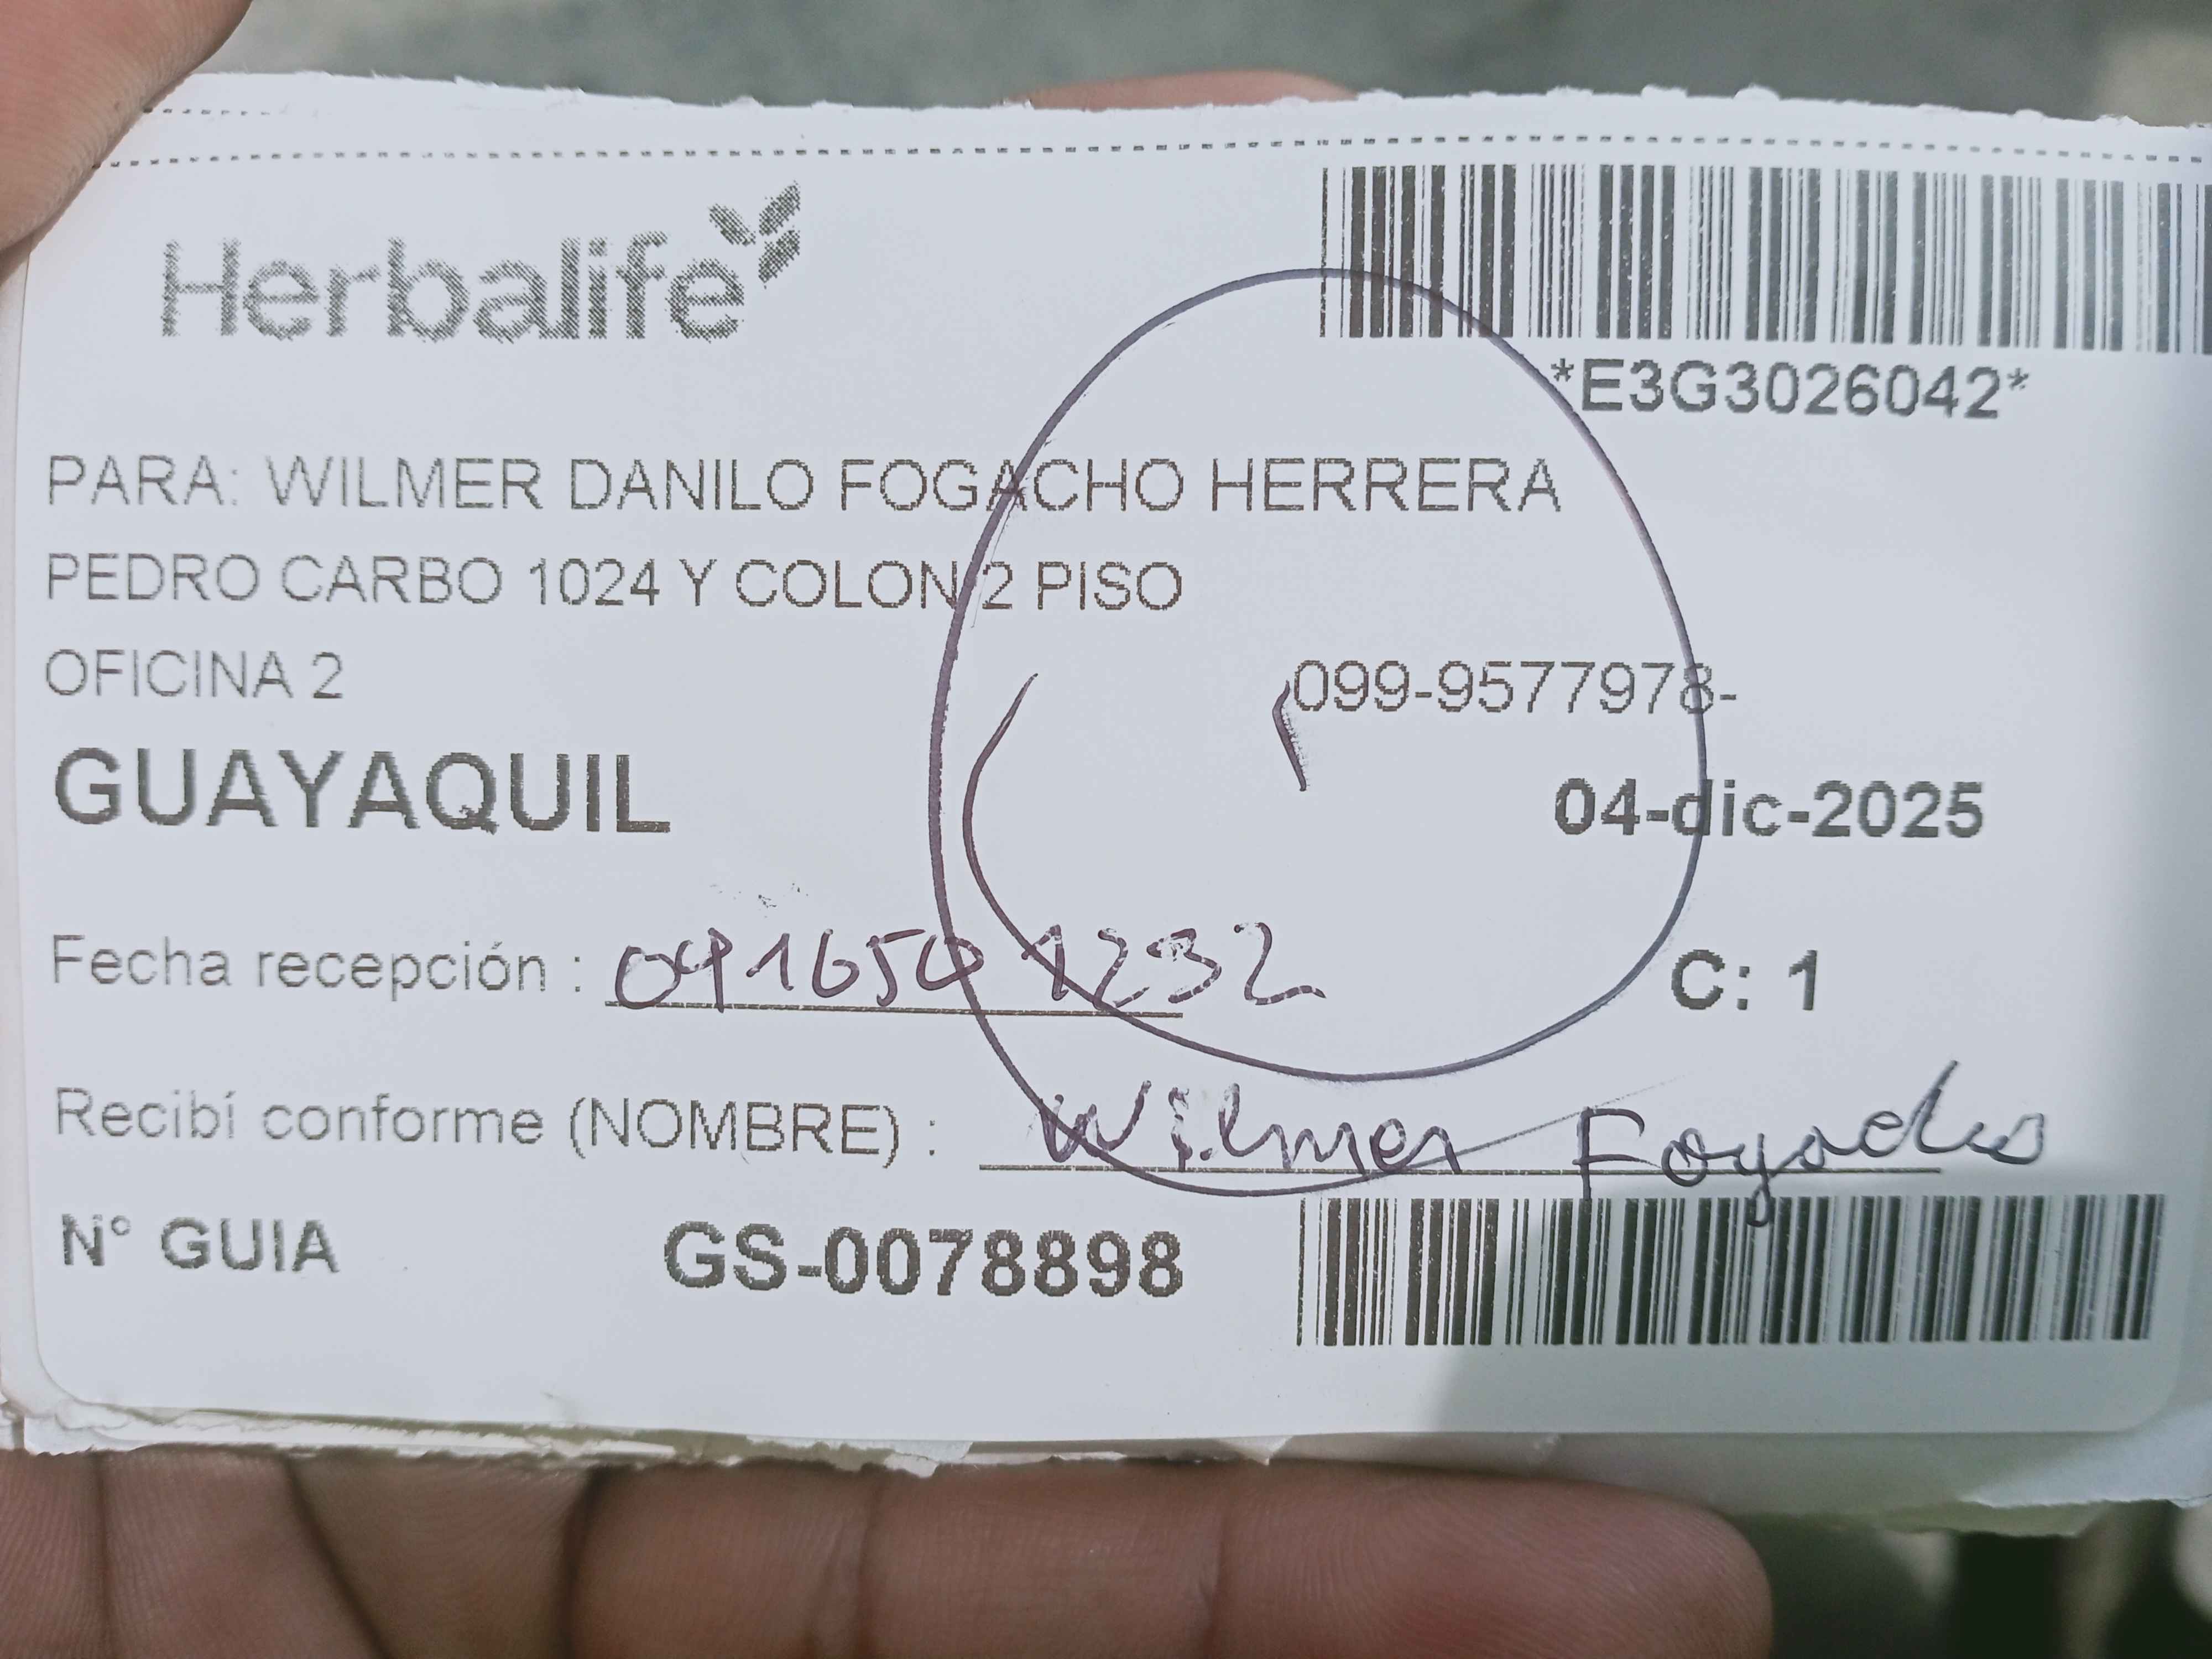 Herbalife
*E3G3026042*
PARA: WILMER DANILO FOGACHO HERRERA
PEDRO CARBO 1024 Y COLON 2 PISO
OFICINA 2
099-9577978-
GUAYAQUIL
04-dic-2025
Fecha recepción : 0916501232
C: 1
Recibí conforme (NOMBRE) : Wilmer Fogacho
N° GUIA GS-0078898